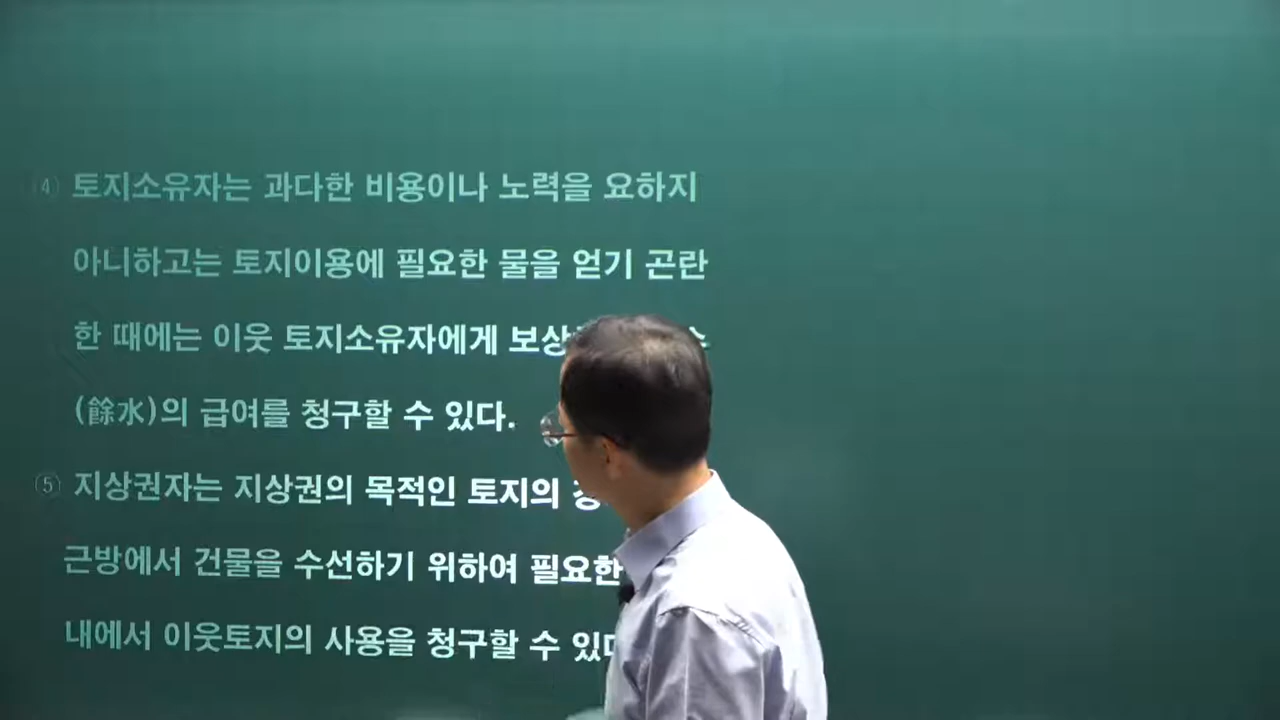 ④ 토지소유자는 과다한 비용이나 노력을 요하지
아니하고는 토지이용에 필요한 물을 얻기 곤란
한 때에는 이웃 토지소유자에게
(餘水)의 급여를 청구할 수 있다.
⑤ 지상권자는 지상권의 목적인 토지의
근방에서 건물을 수선하기 위하여 필요한
내에서 이웃토지의 사용을 청구할 수